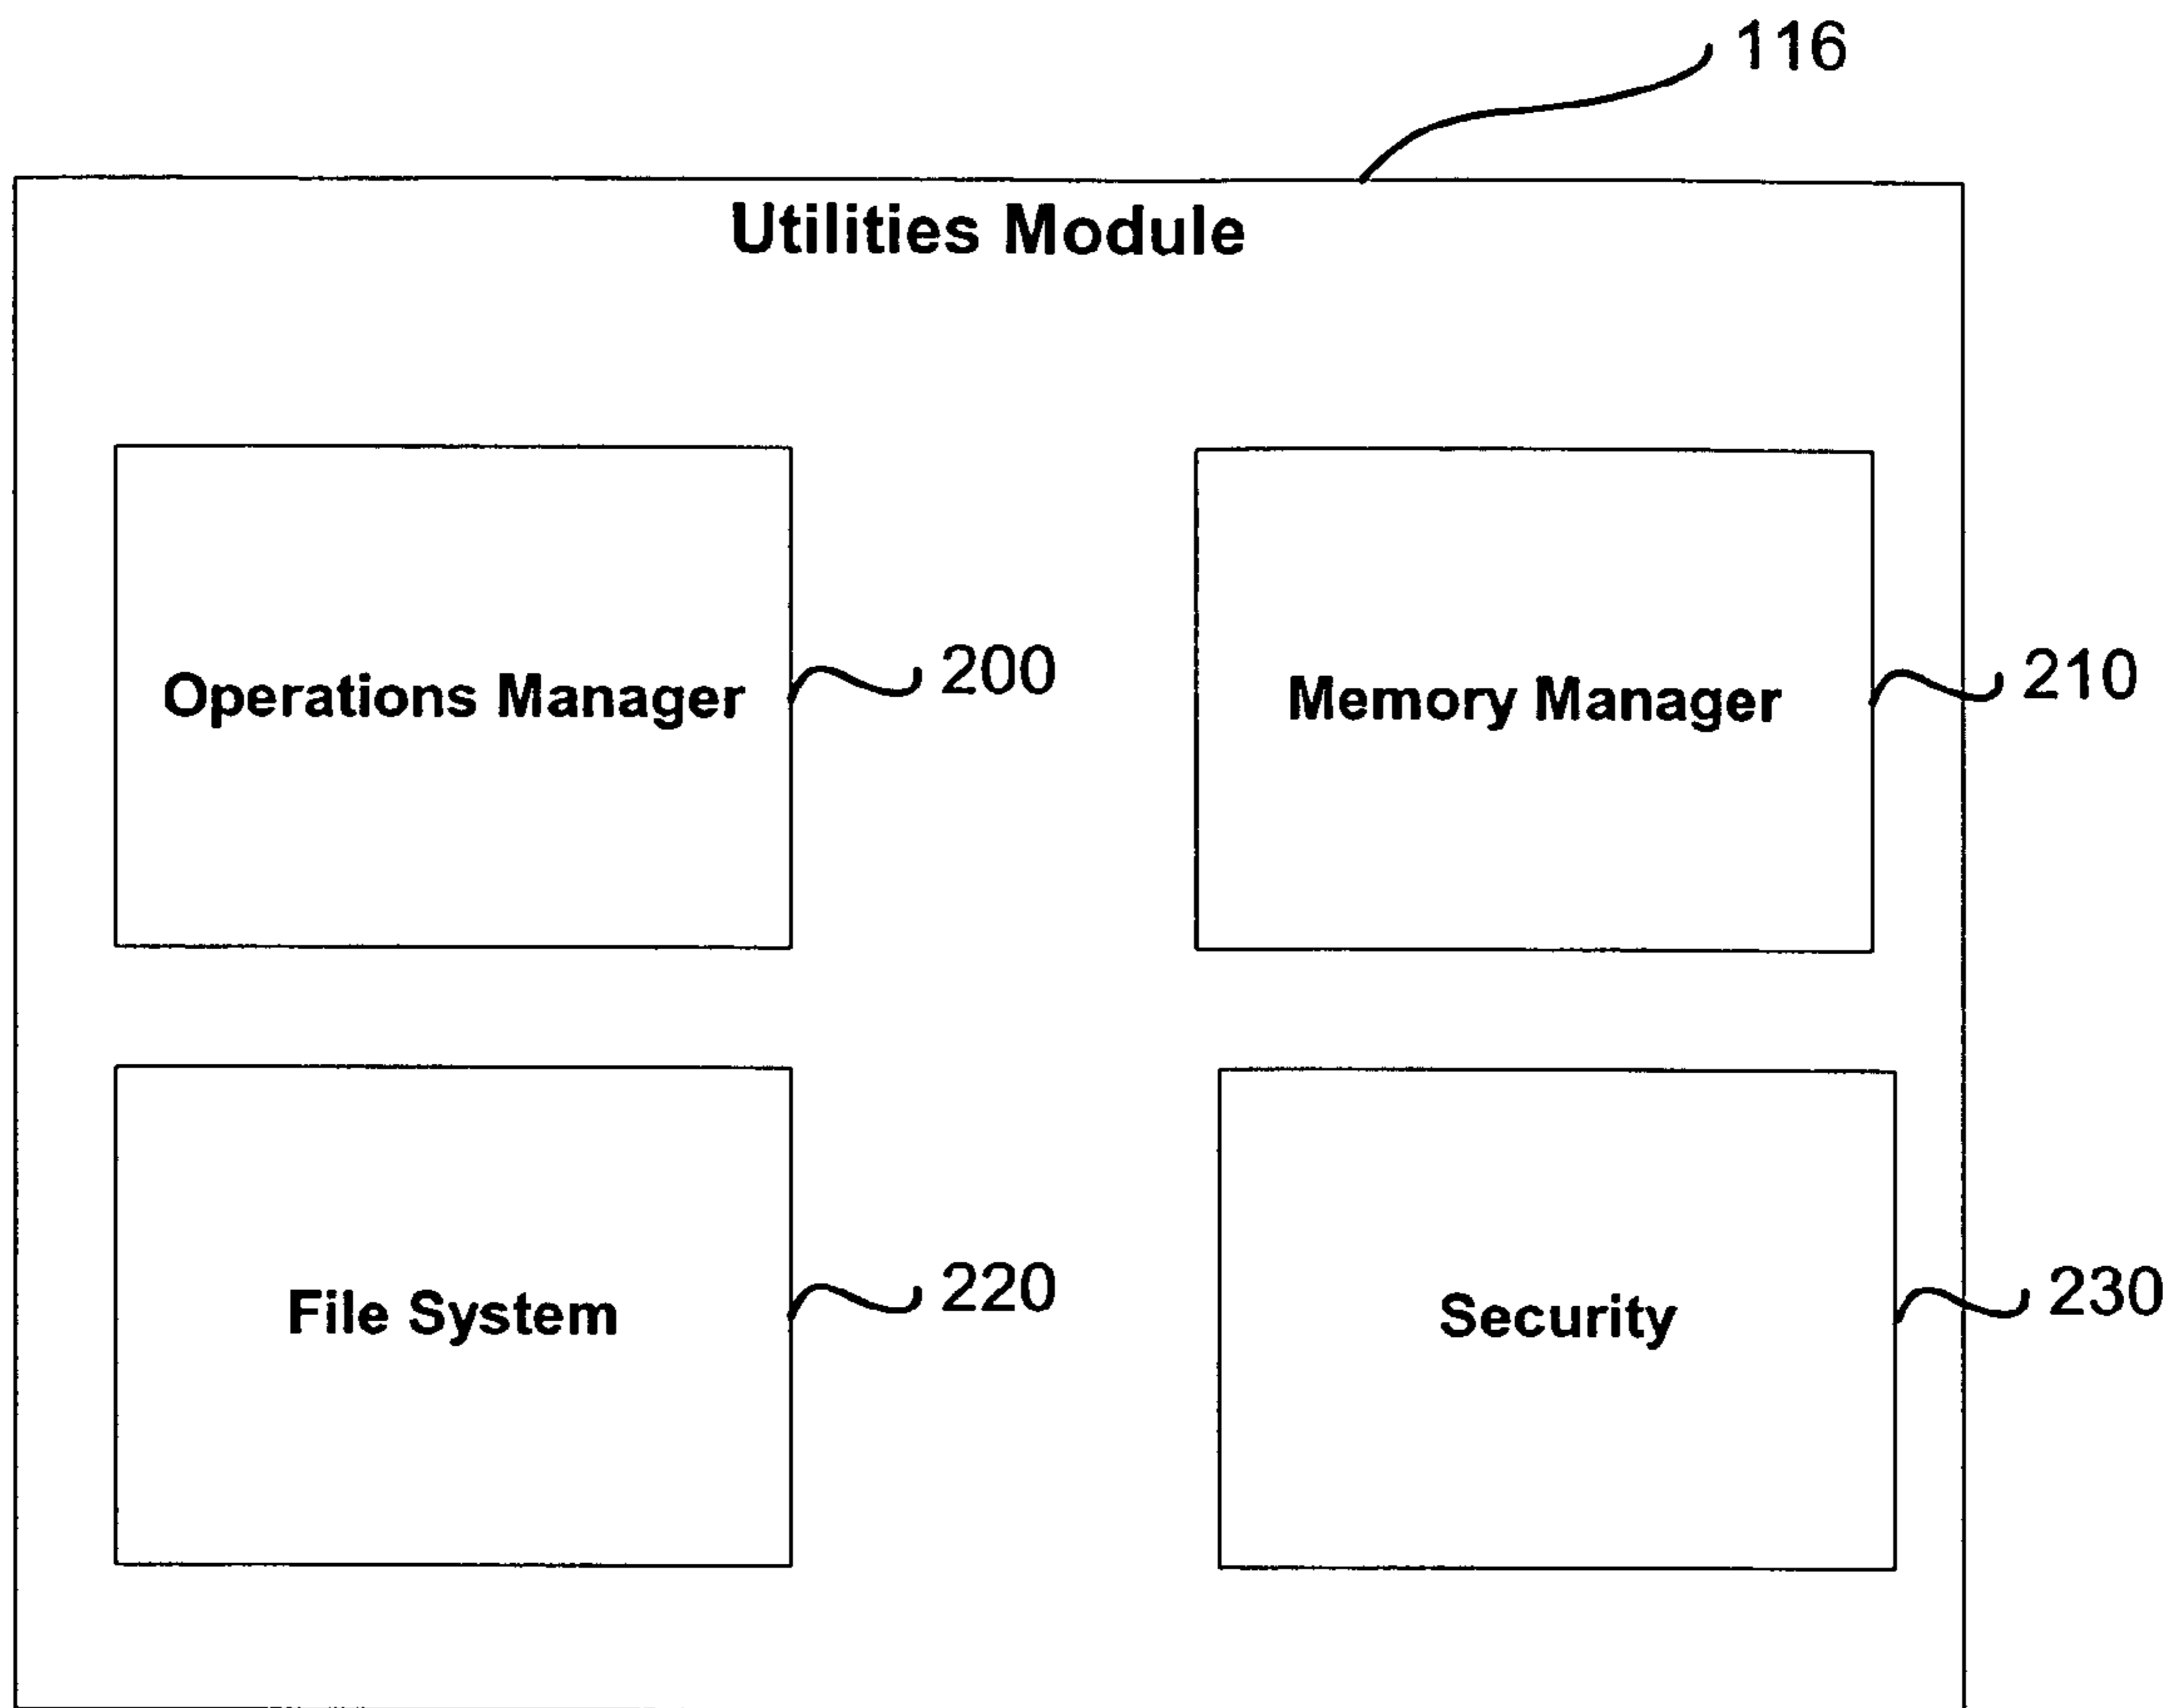 116
Utilities Module
Operations Manager
200
Memory Manager
210
File System
220
Security
230